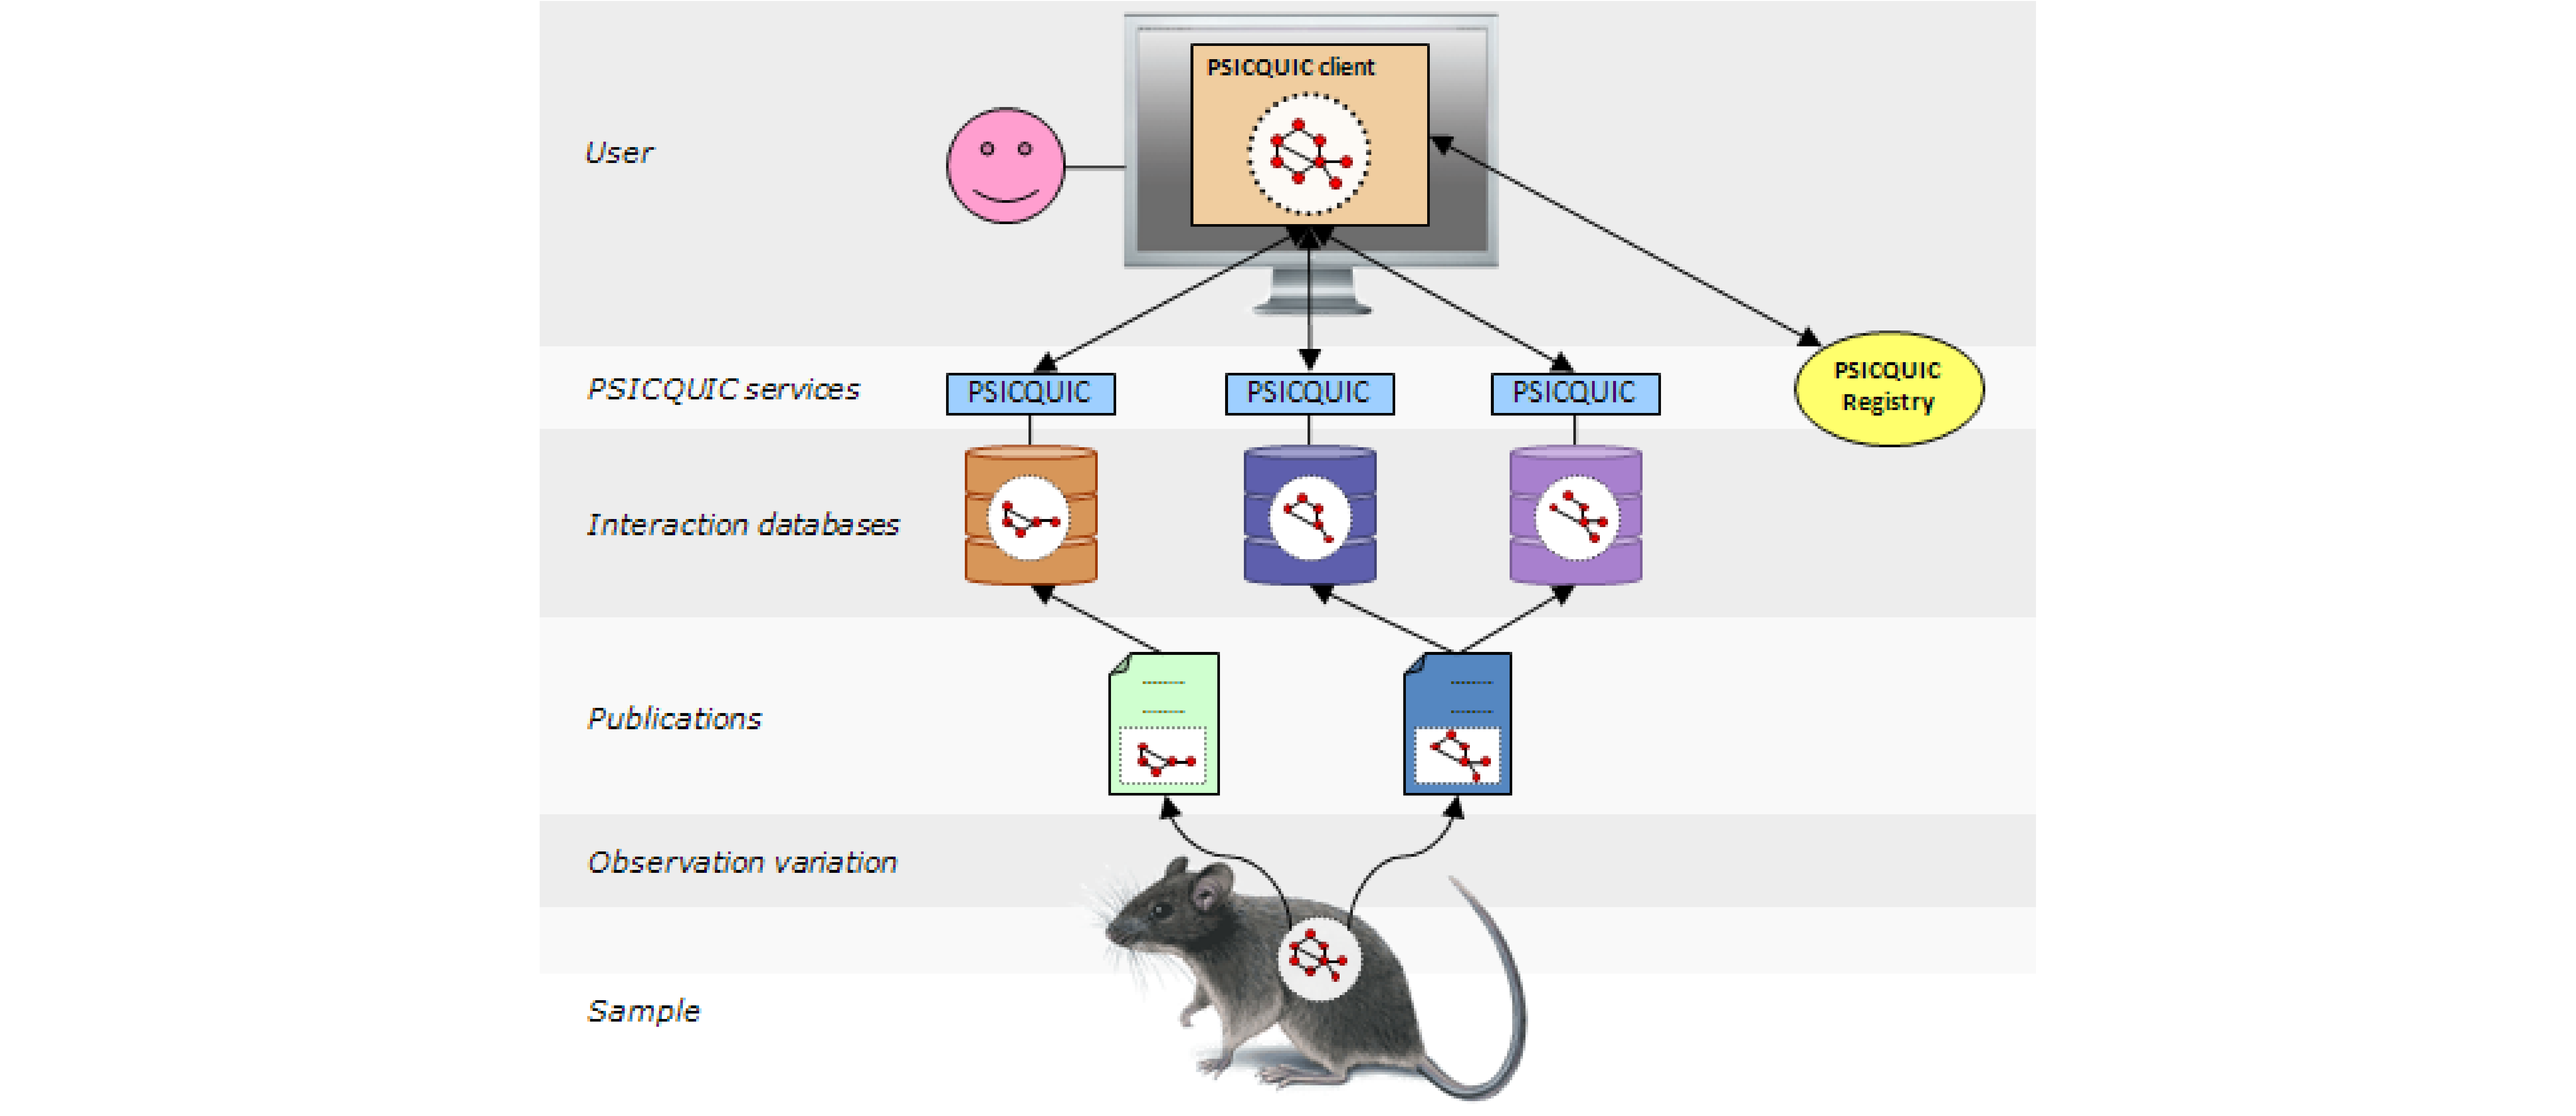 PSICQUIC client
User
PSICQUIC services
PSICQUIC
PSICQUIC
PSICQUIC
PSICQUIC
Registry
Interaction databases
Publications
Observation variation
Sample